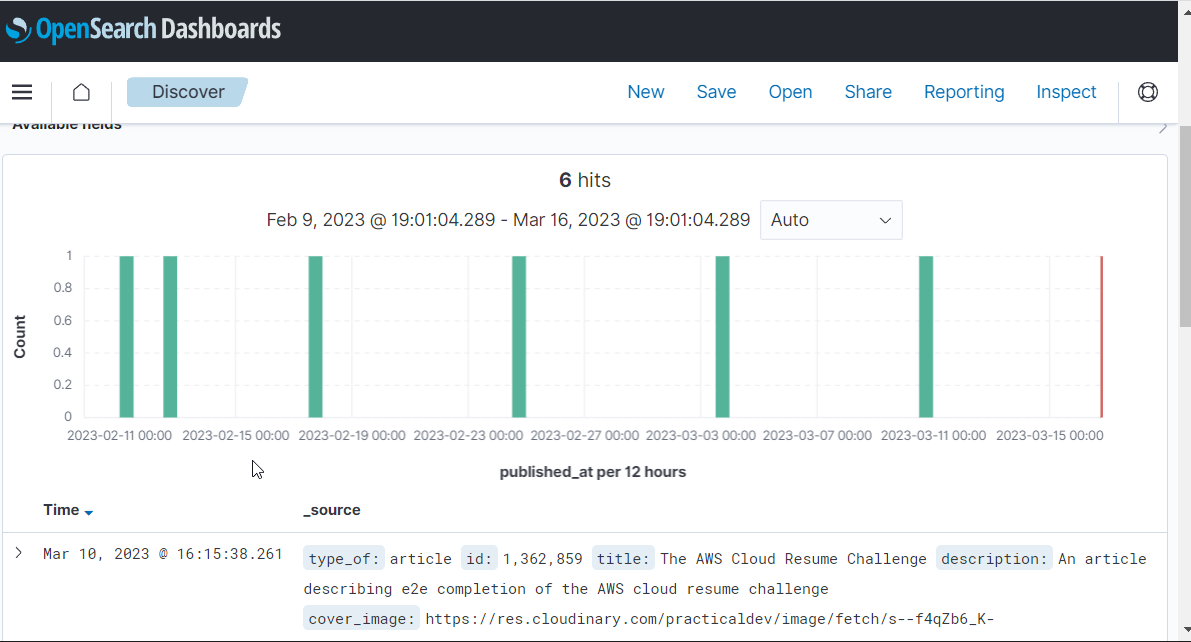 OpenSearch Dashboards
Discover
New Save Open Share Reporting Inspect
Available fields
6 hits
Feb 9, 2023 @ 19:01:04.289 - Mar 16, 2023 @ 19:01:04.289 Auto
1
0.8
0.6
0.4
0.2
0
Count
2023-02-11 00:00 2023-02-15 00:00 2023-02-19 00:00 2023-02-23 00:00 2023-02-27 00:00 2023-03-03 00:00 2023-03-07 00:00 2023-03-11 00:00 2023-03-15 00:00
published_at per 12 hours
Time _source
Mar 10, 2023 @ 16:15:38.261 type_of: article id: 1,362,859 title: The AWS Cloud Resume Challenge description: An article
describing e2e completion of the AWS cloud resume challenge
cover_image: https://res.cloudinary.com/practicaldev/image/fetch/s--f4qZb6_K-